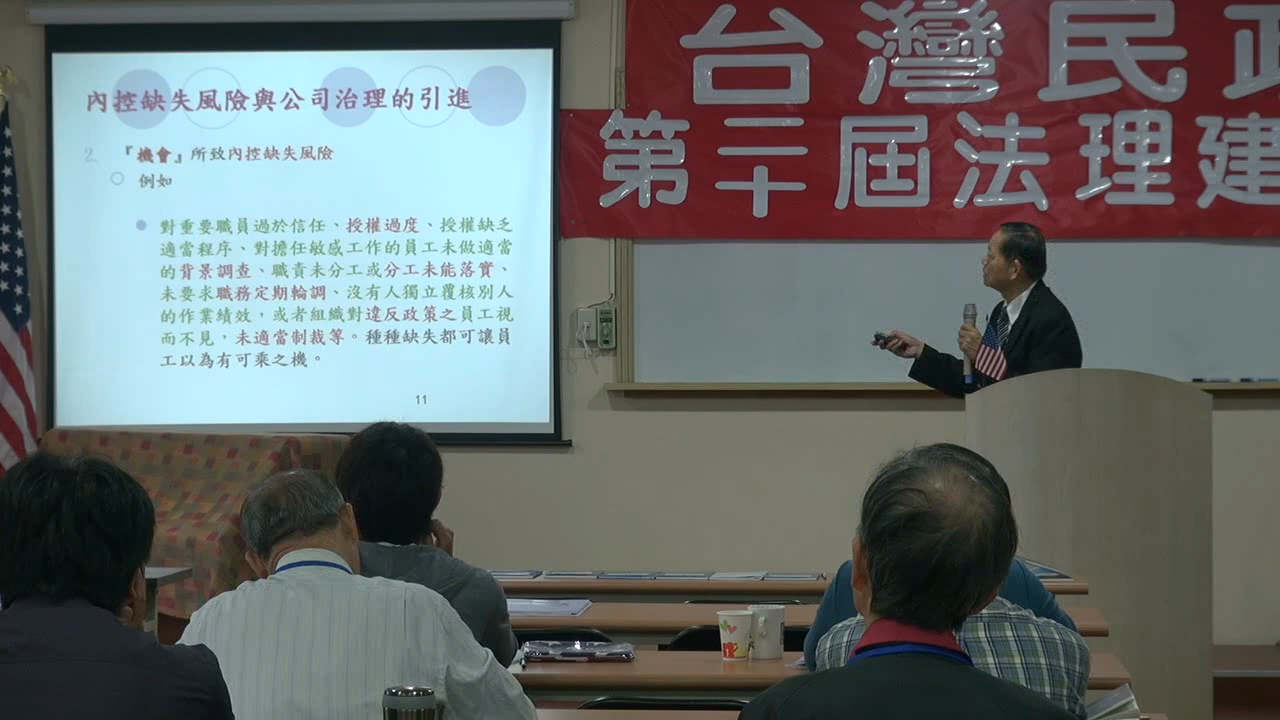 內控缺失風險與公司治理的引進
2. 『機會』所致內控缺失風險
例如
對重要職員過於信任、授權過度、授權缺乏
適當程序、對擔任敏感工作的員工未做適當
的背景調查、職責未分工或分工未能落實、
未要求職務定期輪調、沒有人獨立覆核別人
的作業績效，或者組織對違反政策之員工視
而不見，未適當制裁等。種種缺失都可讓員
工以為有可乘之機。
11
台灣民政
第二十屆法理建